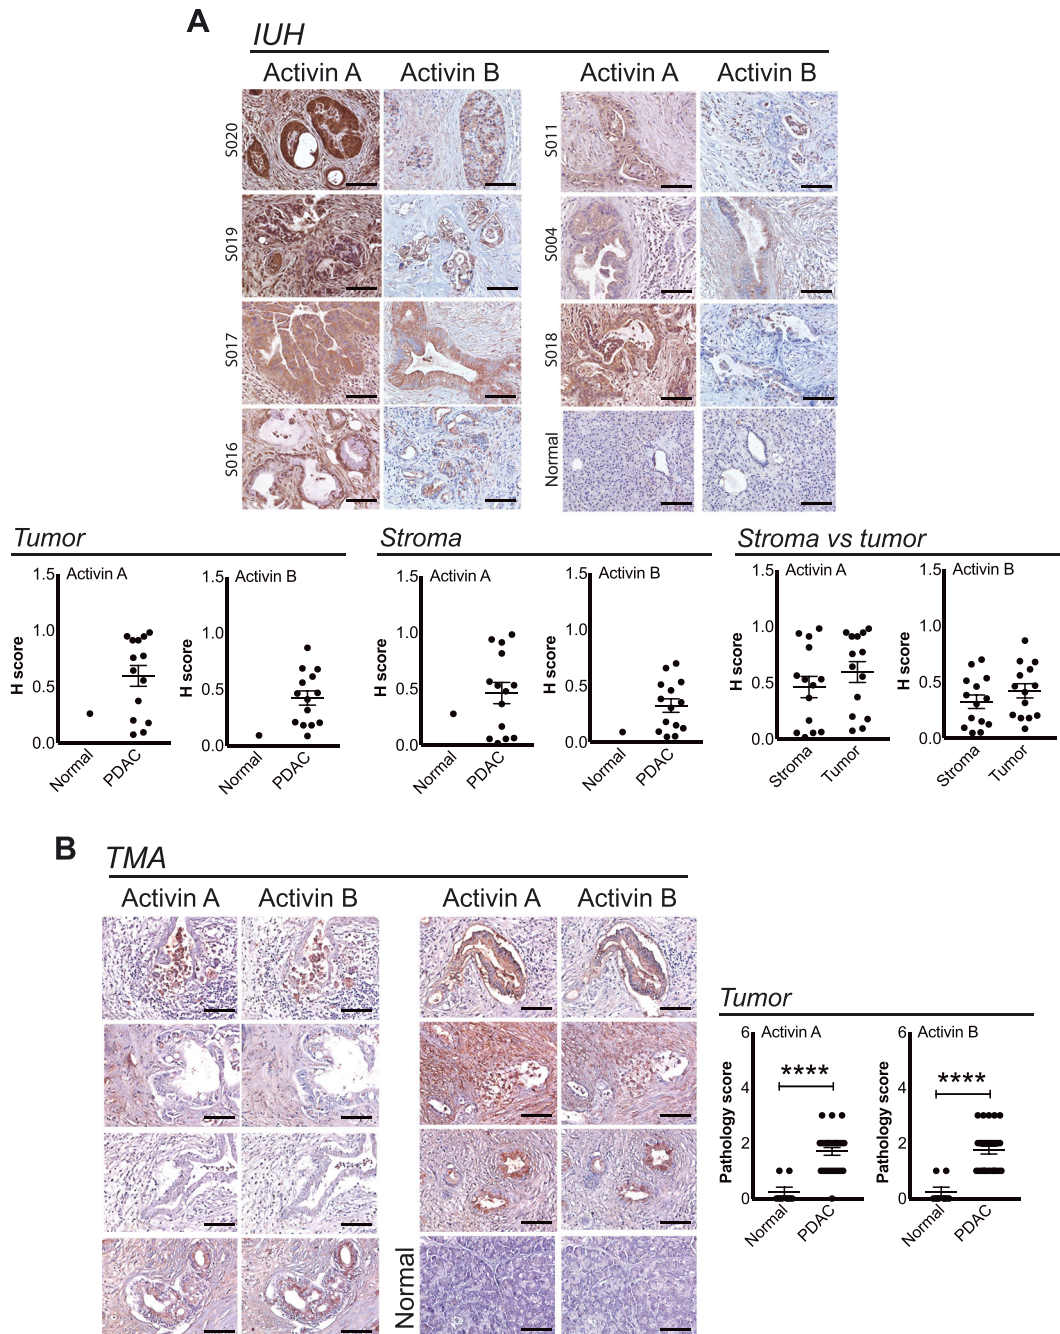 A
IUH
Activin A Activin B Activin A Activin B
S020 S011
S019 S004
S017 S018
S016 Normal
Tumor Stroma Stroma vs tumor
1.5 Activin A
1.0
0.5
0.0
H score
Normal PDAC
1.5 Activin B
1.0
0.5
0.0
H score
Normal PDAC
1.5 Activin A
1.0
0.5
0.0
H score
Normal PDAC
1.5 Activin B
1.0
0.5
0.0
H score
Normal PDAC
1.5 Activin A
1.0
0.5
0.0
H score
Stroma Tumor
1.5 Activin B
1.0
0.5
0.0
H score
Stroma Tumor
B
TMA
Activin A Activin B Activin A Activin B
Normal
Tumor
6 Activin A
****
4
2
0
Pathology score
Normal PDAC
6 Activin B
****
4
2
0
Pathology score
Normal PDAC